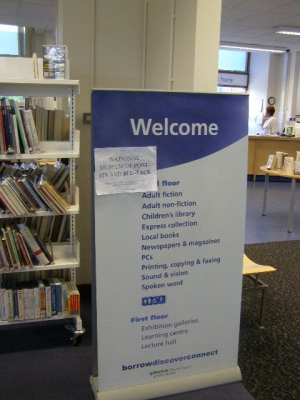 here
Welcome
NATIONAL
MUSEUM OF POST-
ITS AND BLU-TACK
floor
Adult fiction
Adult non-fiction
Children's library
Express collection
Local books
Newspapers & magazines
PCs
Printing, copying & faxing
Sound & vision
Spoken word
First floor
Exhibition galleries
Learning centre
Lecture hall
borrowdiscoverconnect